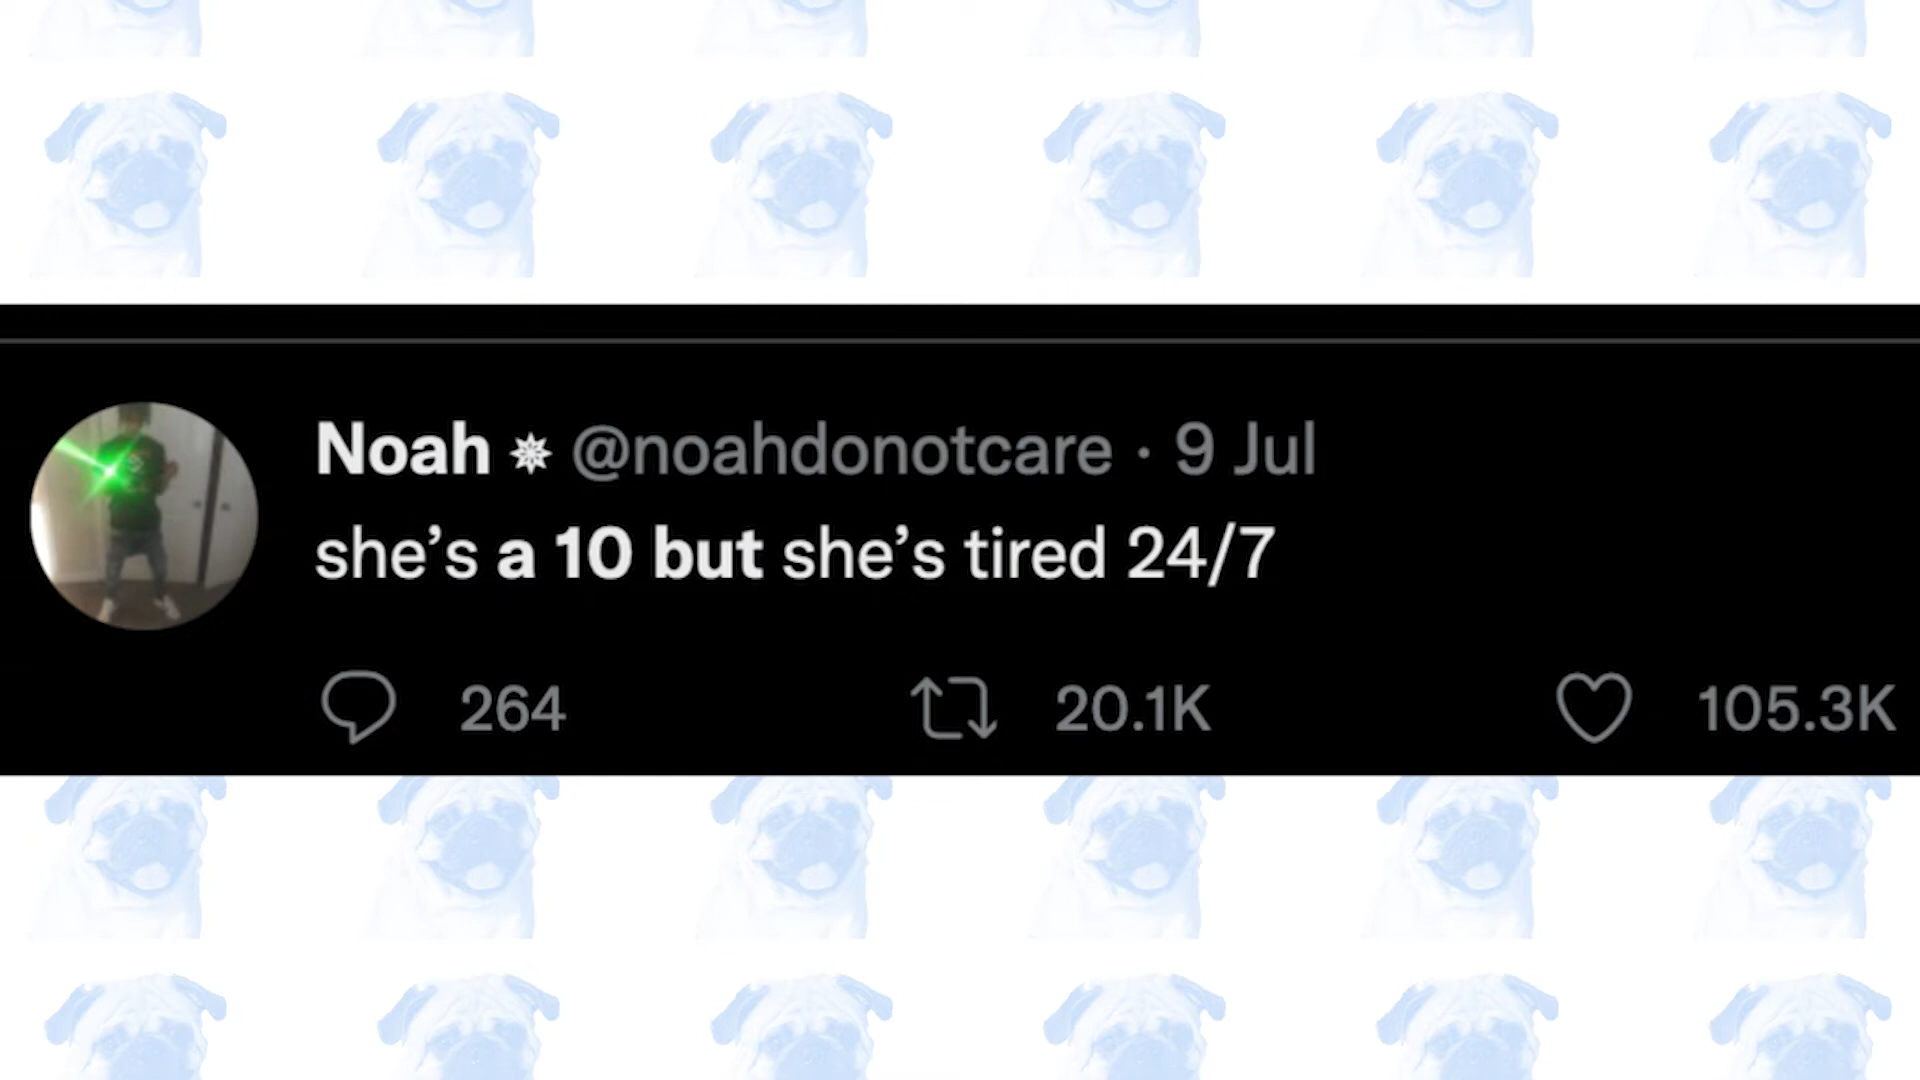 Noah ✵ @noahdonotcare · 9 Jul
she’s a 10 but she’s tired 24/7
264 20.1K 105.3K